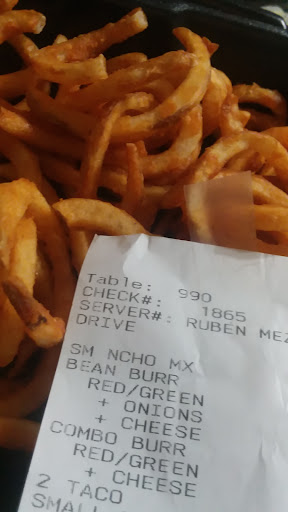 Table: 990
CHECK#: 1865
SERVER#: RUBEN MEZ
DRIVE
SM NCHO MX
BEAN BURR
RED/GREEN
+ ONIONS
+ CHEESE
COMBO BURR
RED/GREEN
+ CHEESE
2 TACO
SMALL